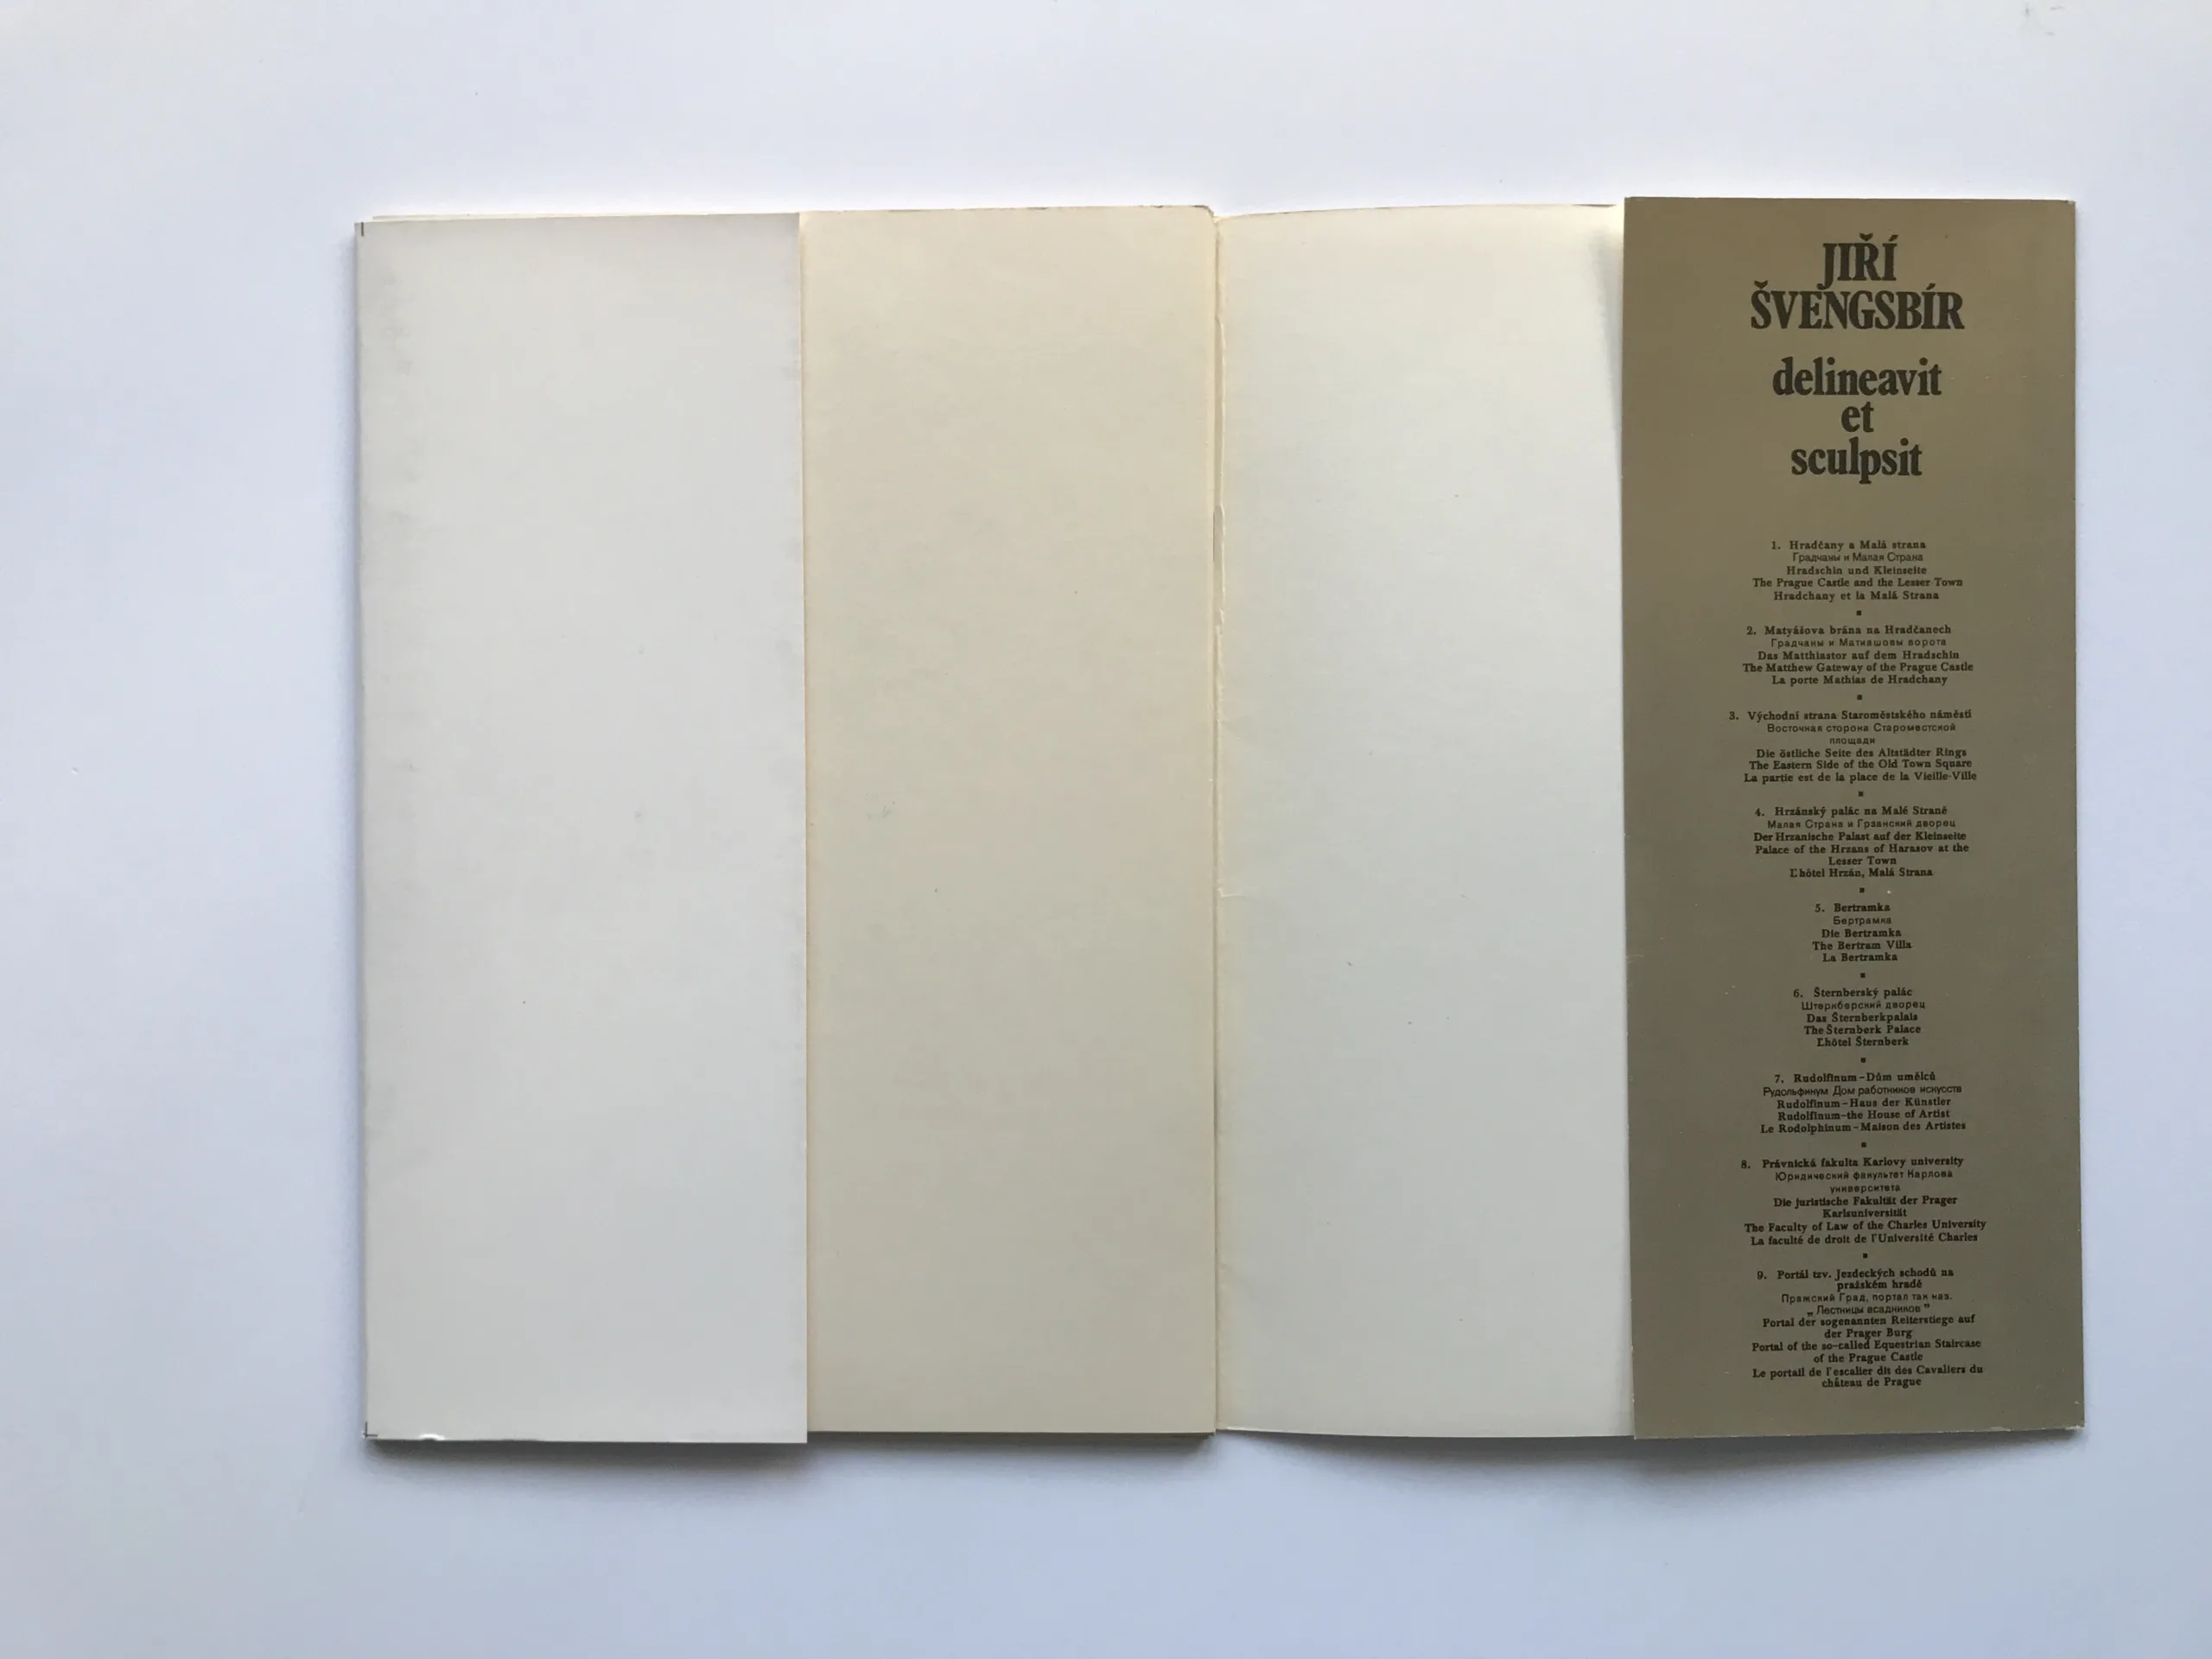 JIŘÍ
ŠVENGSBÍR
delineavit
et
sculpsit
1. Hradčany a Malá strana
Градчаны и Малая Страна
Hradschin und Kleinseite
The Prague Castle and the Lesser Town
Hradchany et la Malá Strana
2. Matyášova brána na Hradčanech
Градчаны и Матиашовы ворота
Das Matthiastor auf dem Hradschin
The Matthew Gateway of the Prague Castle
La porte Mathias de Hradchany
3. Východní strana Staroměstského náměstí
Восточная сторона Староместской
площади
Die östliche Seite des Altstädter Rings
The Eastern Side of the Old Town Square
La partie est de la place de la Vieille-Ville
4. Hrzánský palác na Malé Straně
Малая Страна и Грзанский дворец
Der Hrzanische Palast auf der Kleinseite
Palace of the Hrzans of Harasov at the
Lesser Town
L'hôtel Hrzán, Malá Strana
5. Bertramka
Бертрамка
Die Bertramka
The Bertram Villa
La Bertramka
6. Šternberský palác
Штернберский дворец
Das Šternberkpalais
The Šternberk Palace
L'hôtel Šternberk
7. Rudolfinum – Dům umělců
Рудольфинум Дом работников искусств
Rudolfinum – Haus der Künstler
Rudolfinum – the House of Artist
Le Rodolphinum – Maison des Artistes
8. Právnická fakulta Karlovy university
Юридический факультет Карлова
университета
Die juristische Fakultät der Prager
Karlsuniversität
The Faculty of Law of the Charles University
La faculté de droit de l'Université Charles
9. Portál tzv. Jezdeckých schodů na
pražském hradě
Пражский Град, портал так наз.
„Лестницы всадников”
Portal der sogenannten Reiterstiege auf
der Prager Burg
Portal of the so-called Equestrian Staircase
of the Prague Castle
Le portail de l'escalier dit des Cavaliers du
château de Prague